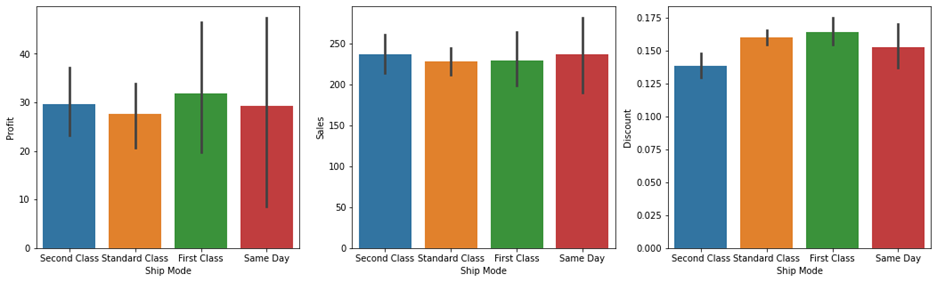 Profit
40
30
20
10
0
Second Class Standard Class First Class Same Day
Ship Mode
Sales
250
200
150
100
50
0
Second Class Standard Class First Class Same Day
Ship Mode
Discount
0.175
0.150
0.125
0.100
0.075
0.050
0.025
0.000
Second Class Standard Class First Class Same Day
Ship Mode